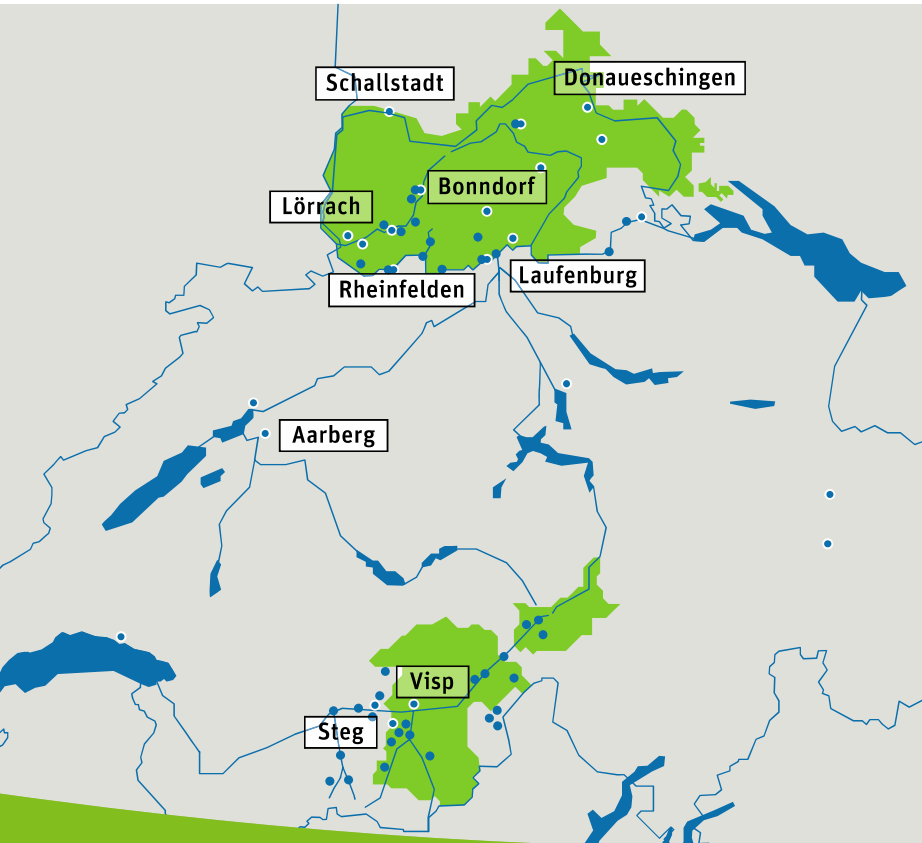 Donaueschingen
Schallstadt
Bonndorf
Lörrach
Laufenburg
Rheinfelden
Aarberg
Visp
Steg